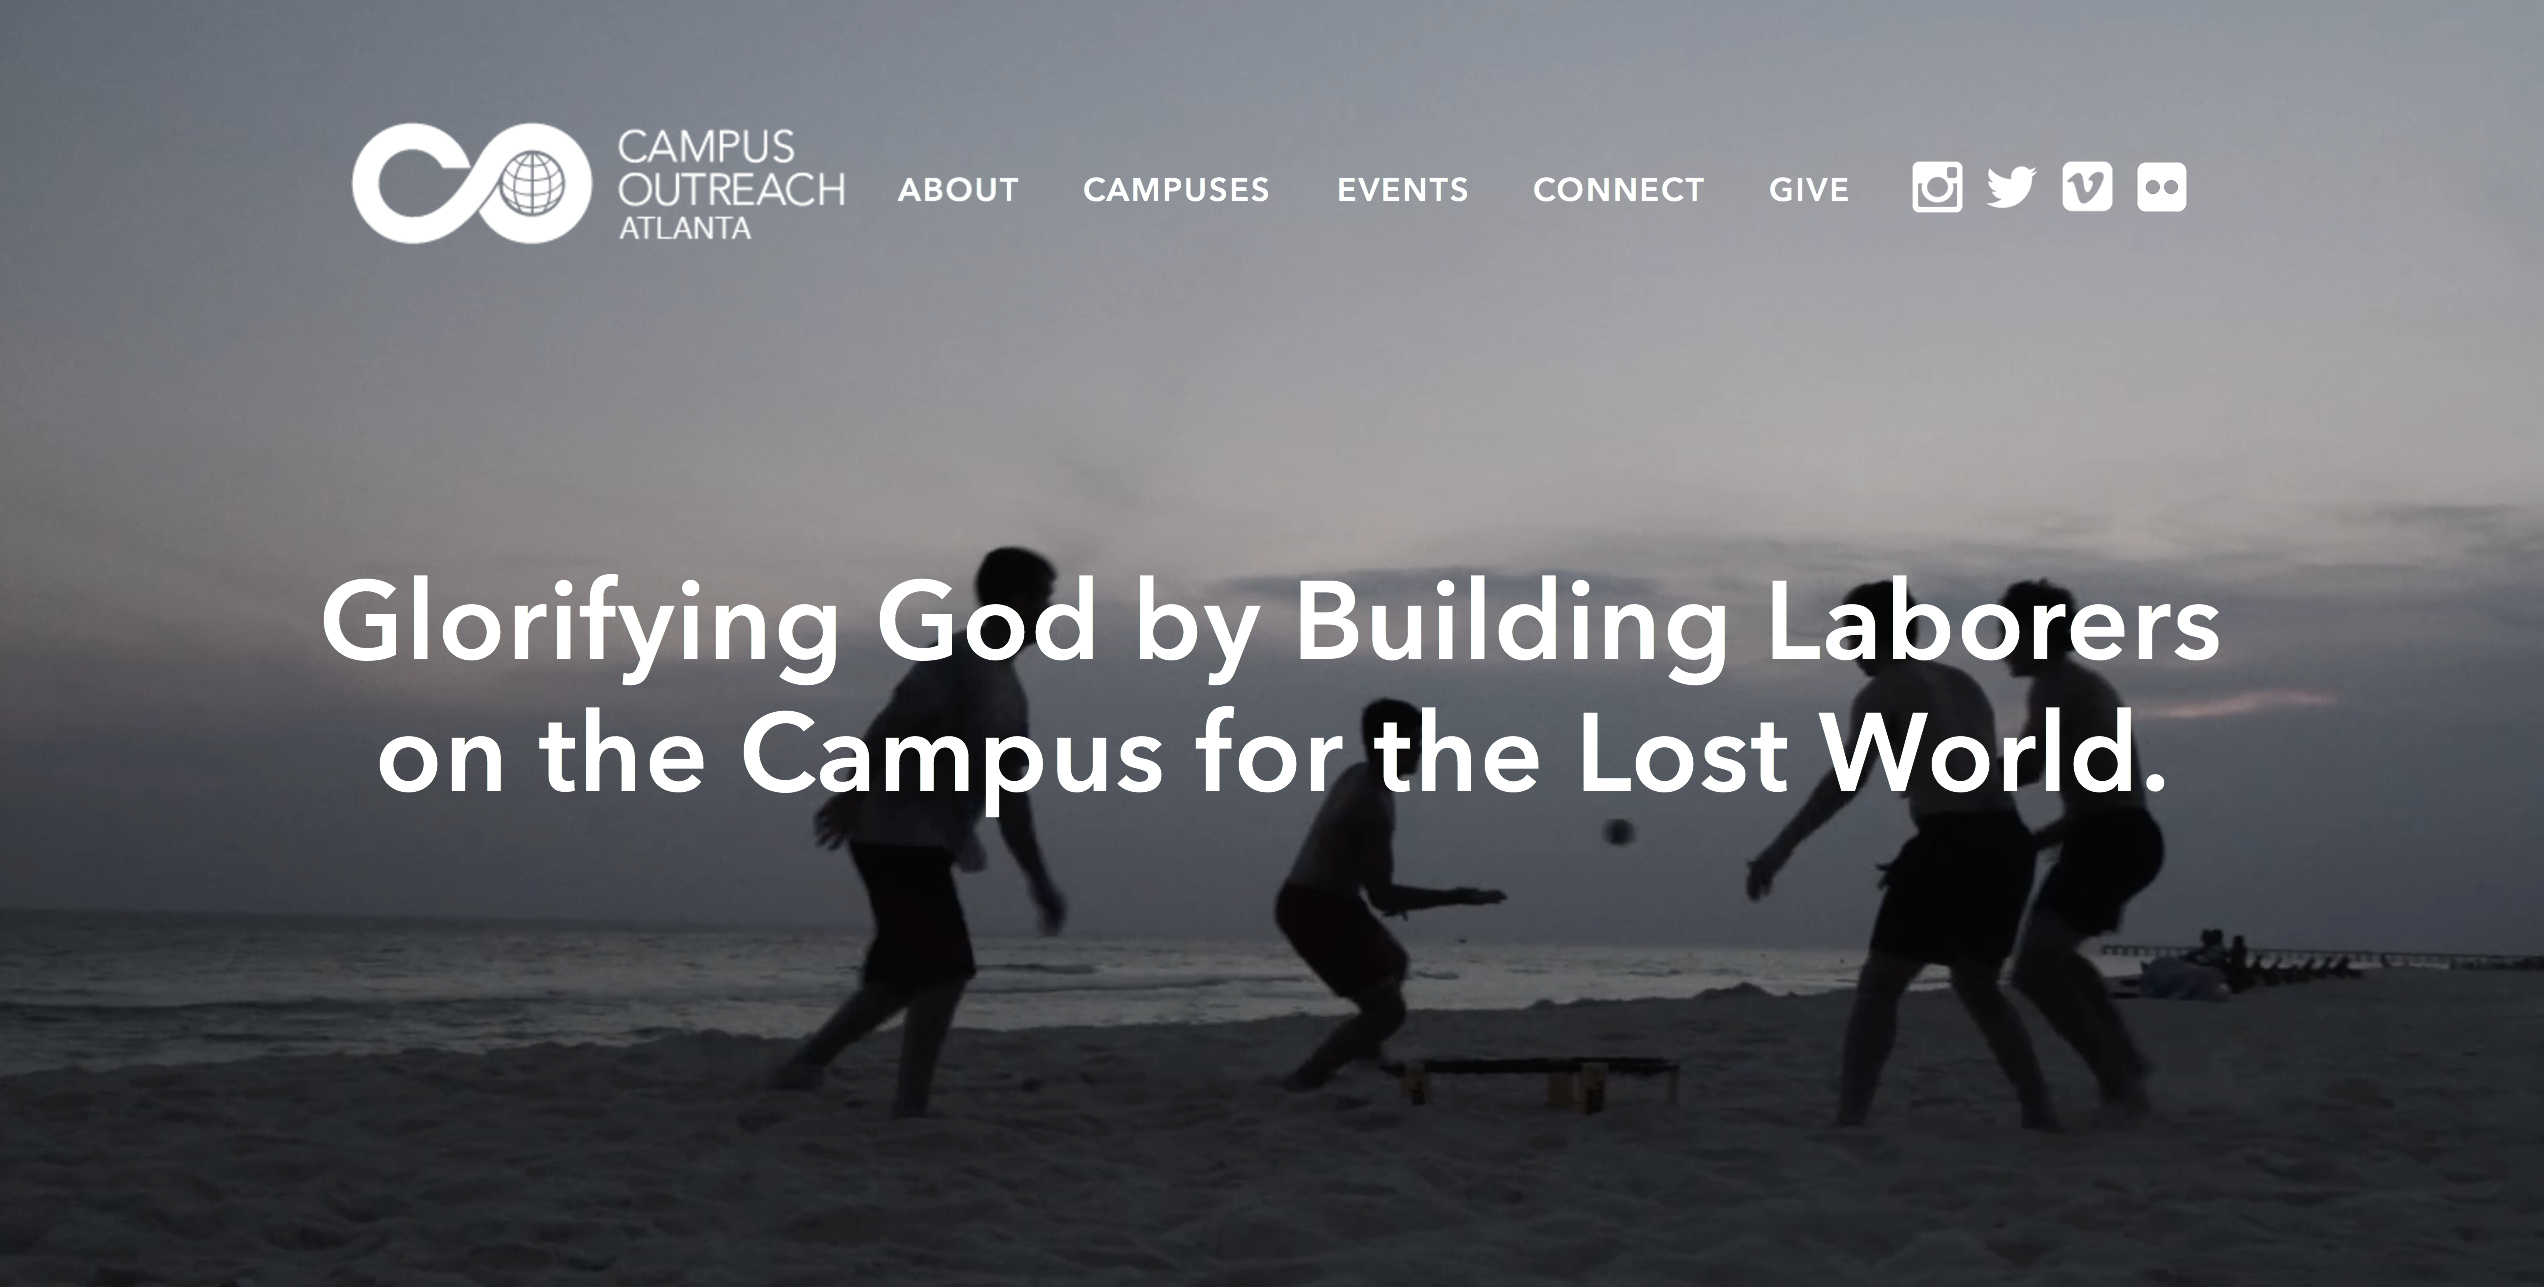 CAMPUS
OUTREACH
ATLANTA
ABOUT CAMPUSES EVENTS CONNECT GIVE
Glorifying God by Building Laborers
on the Campus for the Lost World.